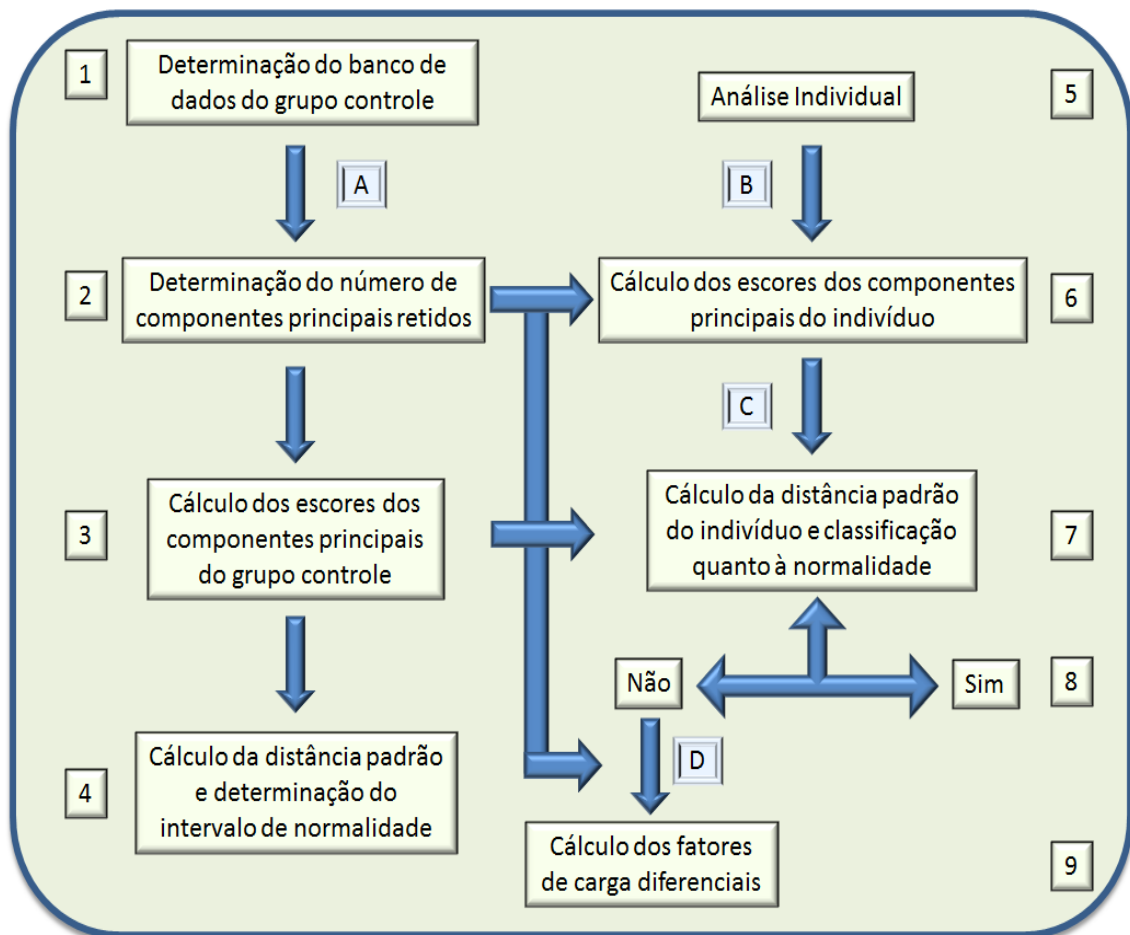 1
Determinação do banco de
dados do grupo controle
Análise Individual
5
A
B
2
Determinação do número de
componentes principais retidos
Cálculo dos escores dos componentes
principais do indivíduo
6
C
3
Cálculo dos escores dos
componentes principais
do grupo controle
Cálculo da distância padrão
do indivíduo e classificação
quanto à normalidade
7
Não
Sim
8
4
Cálculo da distância padrão
e determinação do
intervalo de normalidade
D
Cálculo dos fatores
de carga diferenciais
9